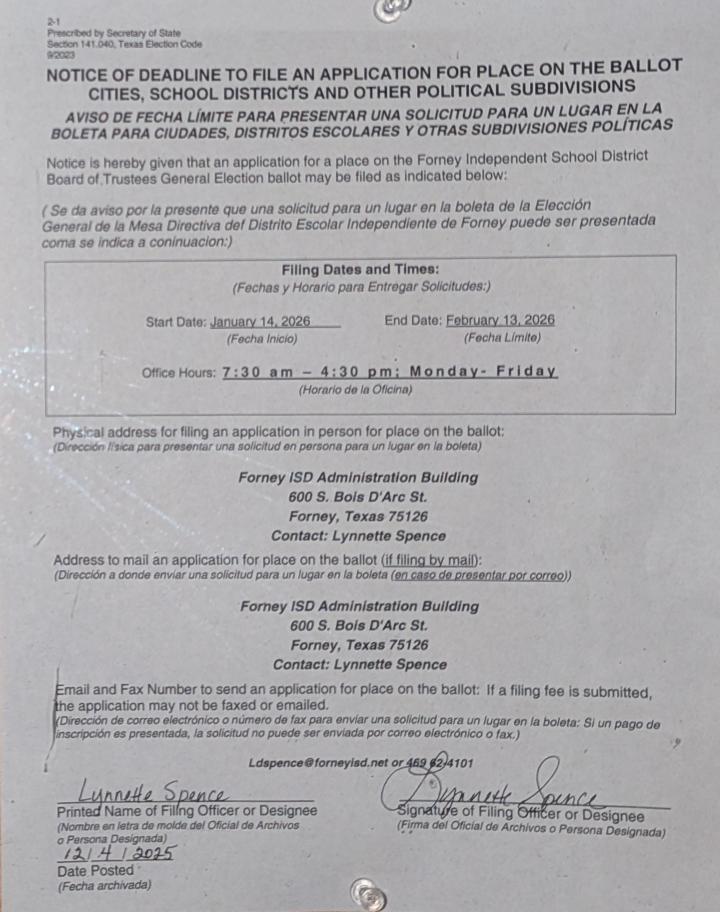 2-1
Prescribed by Secretary of State
Section 141.040, Texas Election Code
9/2023
NOTICE OF DEADLINE TO FILE AN APPLICATION FOR PLACE ON THE BALLOT
CITIES, SCHOOL DISTRICTS AND OTHER POLITICAL SUBDIVISIONS
AVISO DE FECHA LÍMITE PARA PRESENTAR UNA SOLICITUD PARA UN LUGAR EN LA
BOLETA PARA CIUDADES, DISTRITOS ESCOLARES Y OTRAS SUBDIVISIONES POLÍTICAS
Notice is hereby given that an application for a place on the Forney Independent School District
Board of Trustees General Election ballot may be filed as indicated below:
( Se da aviso por la presente que una solicitud para un lugar en la boleta de la Elección
General de la Mesa Directiva def Distrito Escolar Independiente de Forney puede ser presentada
coma se indica a coninuacion:)
Filing Dates and Times:
(Fechas y Horario para Entregar Solicitudes:)
Start Date: January 14, 2026 End Date: February 13, 2026
(Fecha Inicio) (Fecha Límite)
Office Hours: 7:30 am – 4:30 pm; Monday- Friday
(Horario de la Oficina)
Physical address for filing an application in person for place on the ballot:
(Dirección física para presentar una solicitud en persona para un lugar en la boleta)
Forney ISD Administration Building
600 S. Bois D'Arc St.
Forney, Texas 75126
Contact: Lynnette Spence
Address to mail an application for place on the ballot (if filing by mail):
(Dirección a donde enviar una solicitud para un lugar en la boleta (en caso de presentar por correo))
Forney ISD Administration Building
600 S. Bois D'Arc St.
Forney, Texas 75126
Contact: Lynnette Spence
Email and Fax Number to send an application for place on the ballot: If a filing fee is submitted,
the application may not be faxed or emailed.
(Dirección de correo electrónico o número de fax para enviar una solicitud para un lugar en la boleta: Si un pago de
inscripción es presentada, la solicitud no puede ser enviada por correo electrónico o fax.)
Ldspence@forneyisd.net or 469 4101
Lynnette Spence Lynnette Spence
Printed Name of Filing Officer or Designee Signature of Filing Officer or Designee
(Nombre en letra de molde del Oficial de Archivos (Firma del Oficial de Archivos o Persona Designada)
o Persona Designada)
12/4/2025
Date Posted
(Fecha archivada)